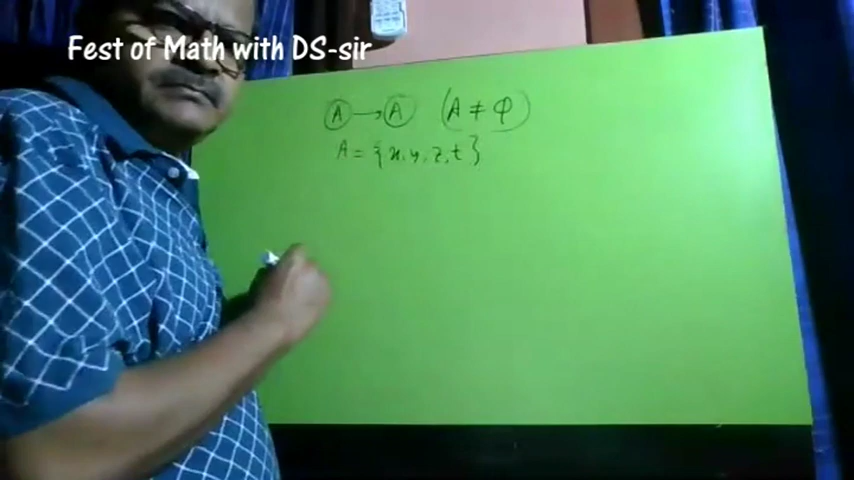 Fest of Math with DS-sir
A → A (A ≠ φ)
A = {x, y, z, t}